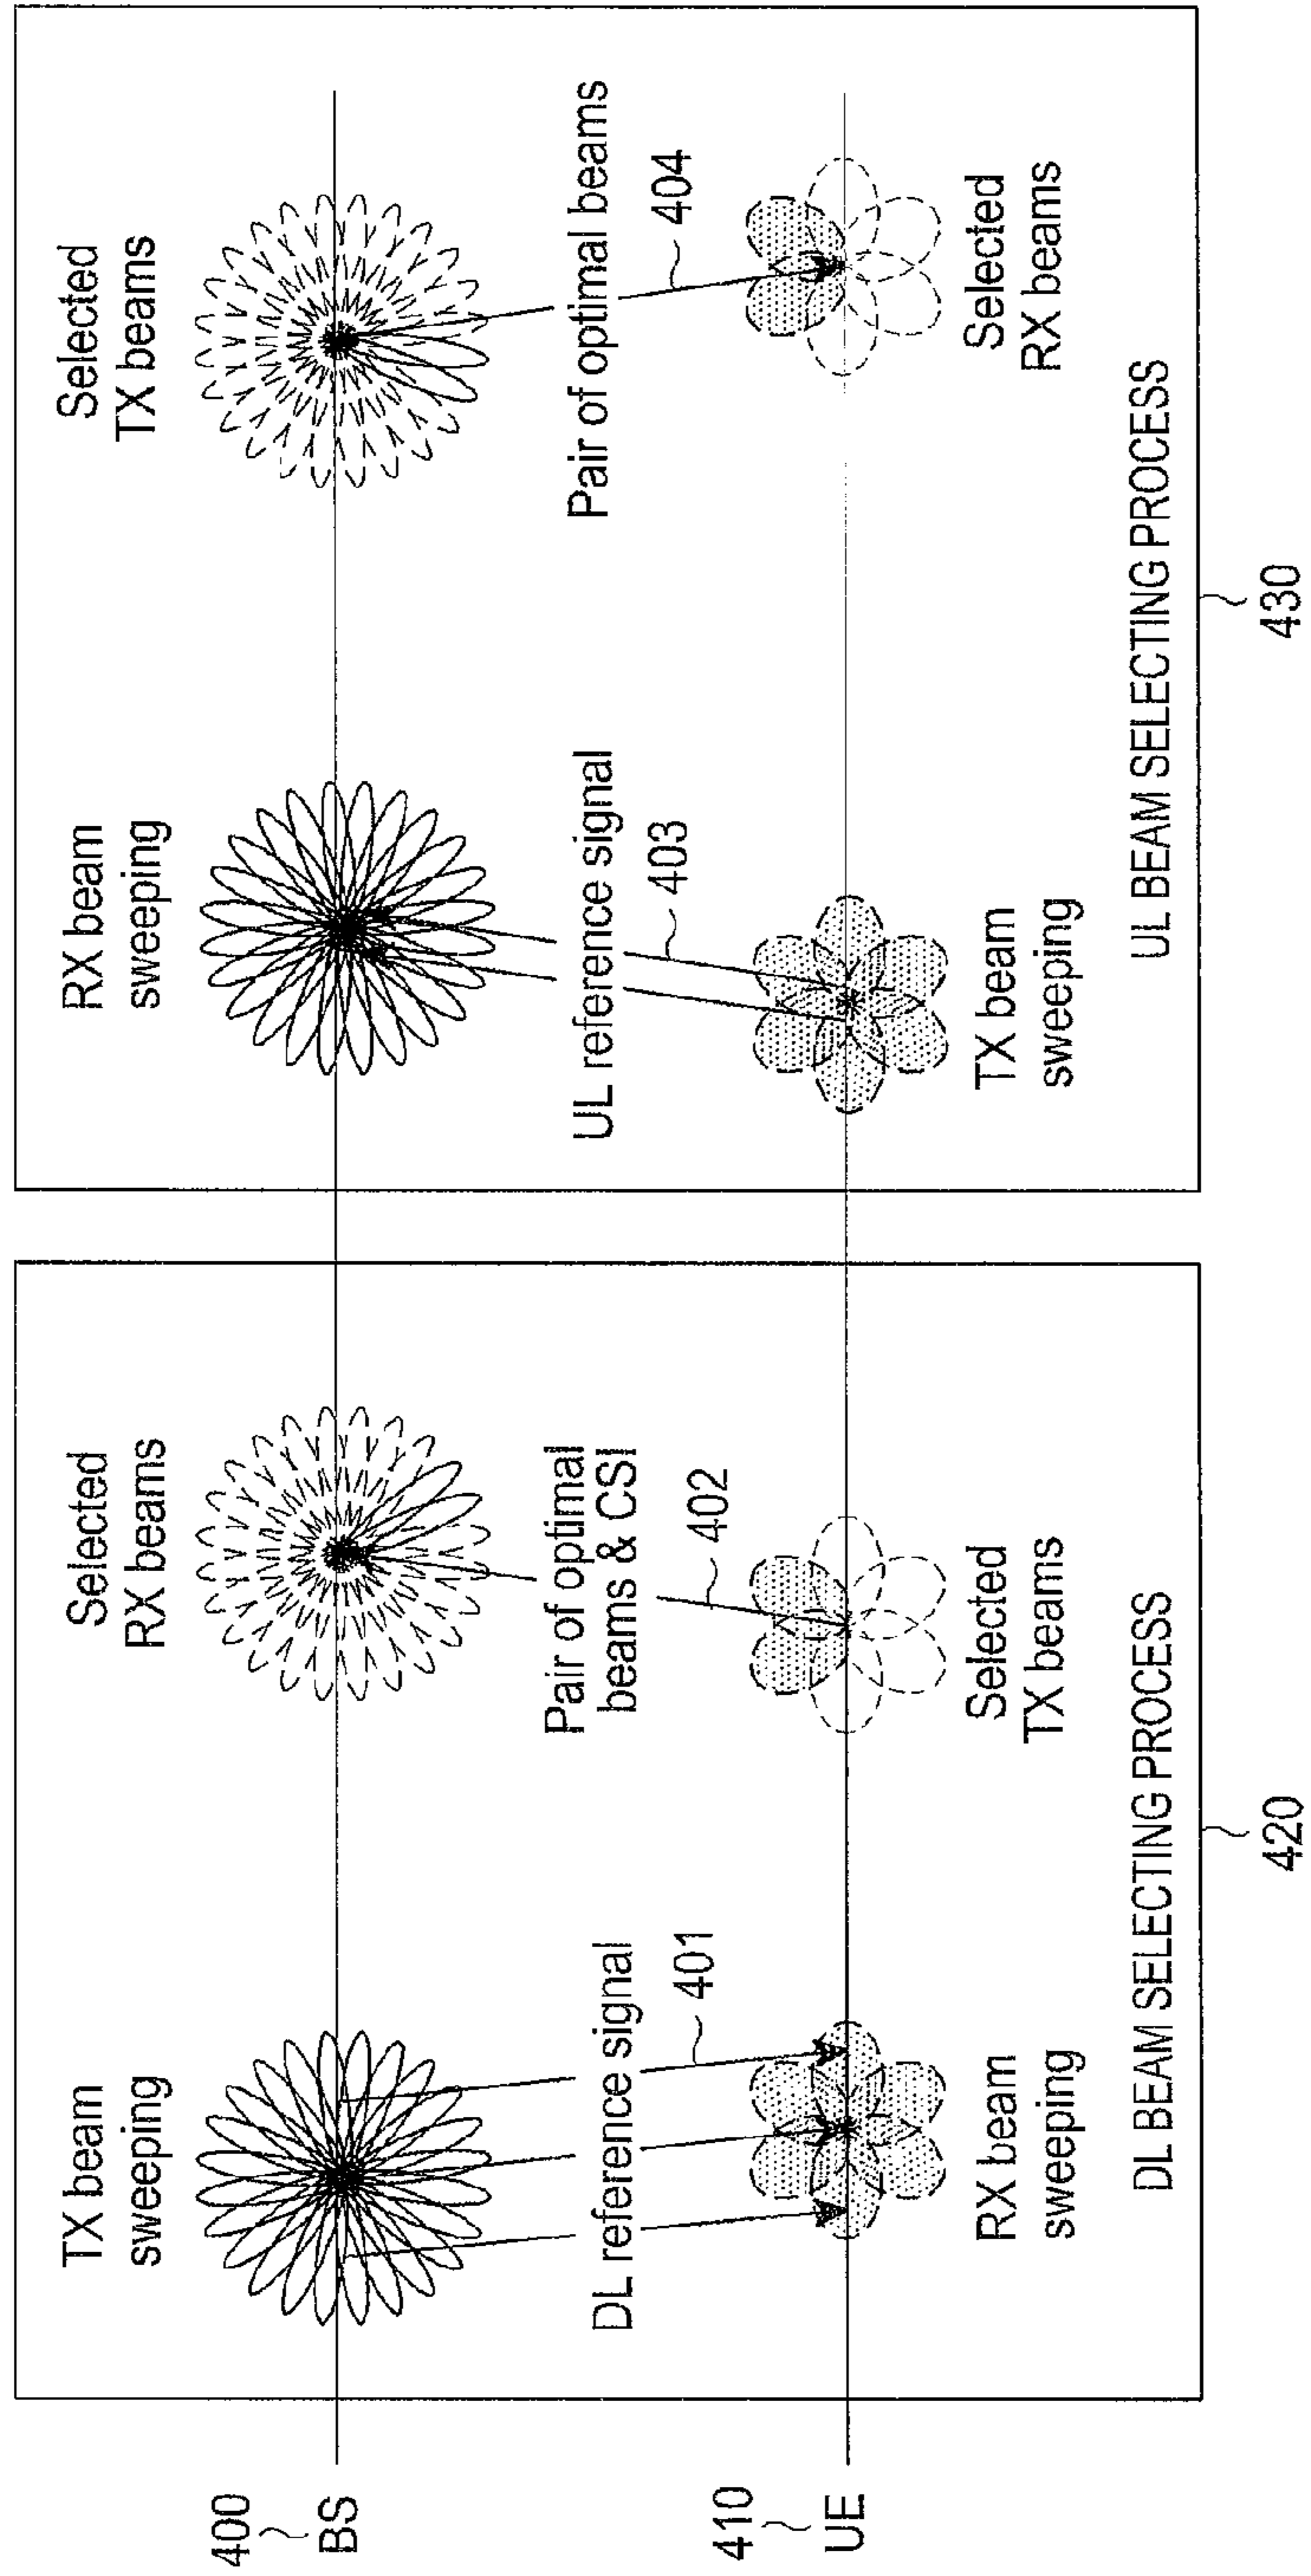 400
BS
410
UE
TX beam
sweeping
DL reference signal
401
RX beam
sweeping
Selected
RX beams
Pair of optimal
beams & CSI
402
Selected
TX beams
DL BEAM SELECTING PROCESS
420
RX beam
sweeping
UL reference signal
403
TX beam
sweeping
Selected
TX beams
Pair of optimal beams
404
Selected
RX beams
UL BEAM SELECTING PROCESS
430